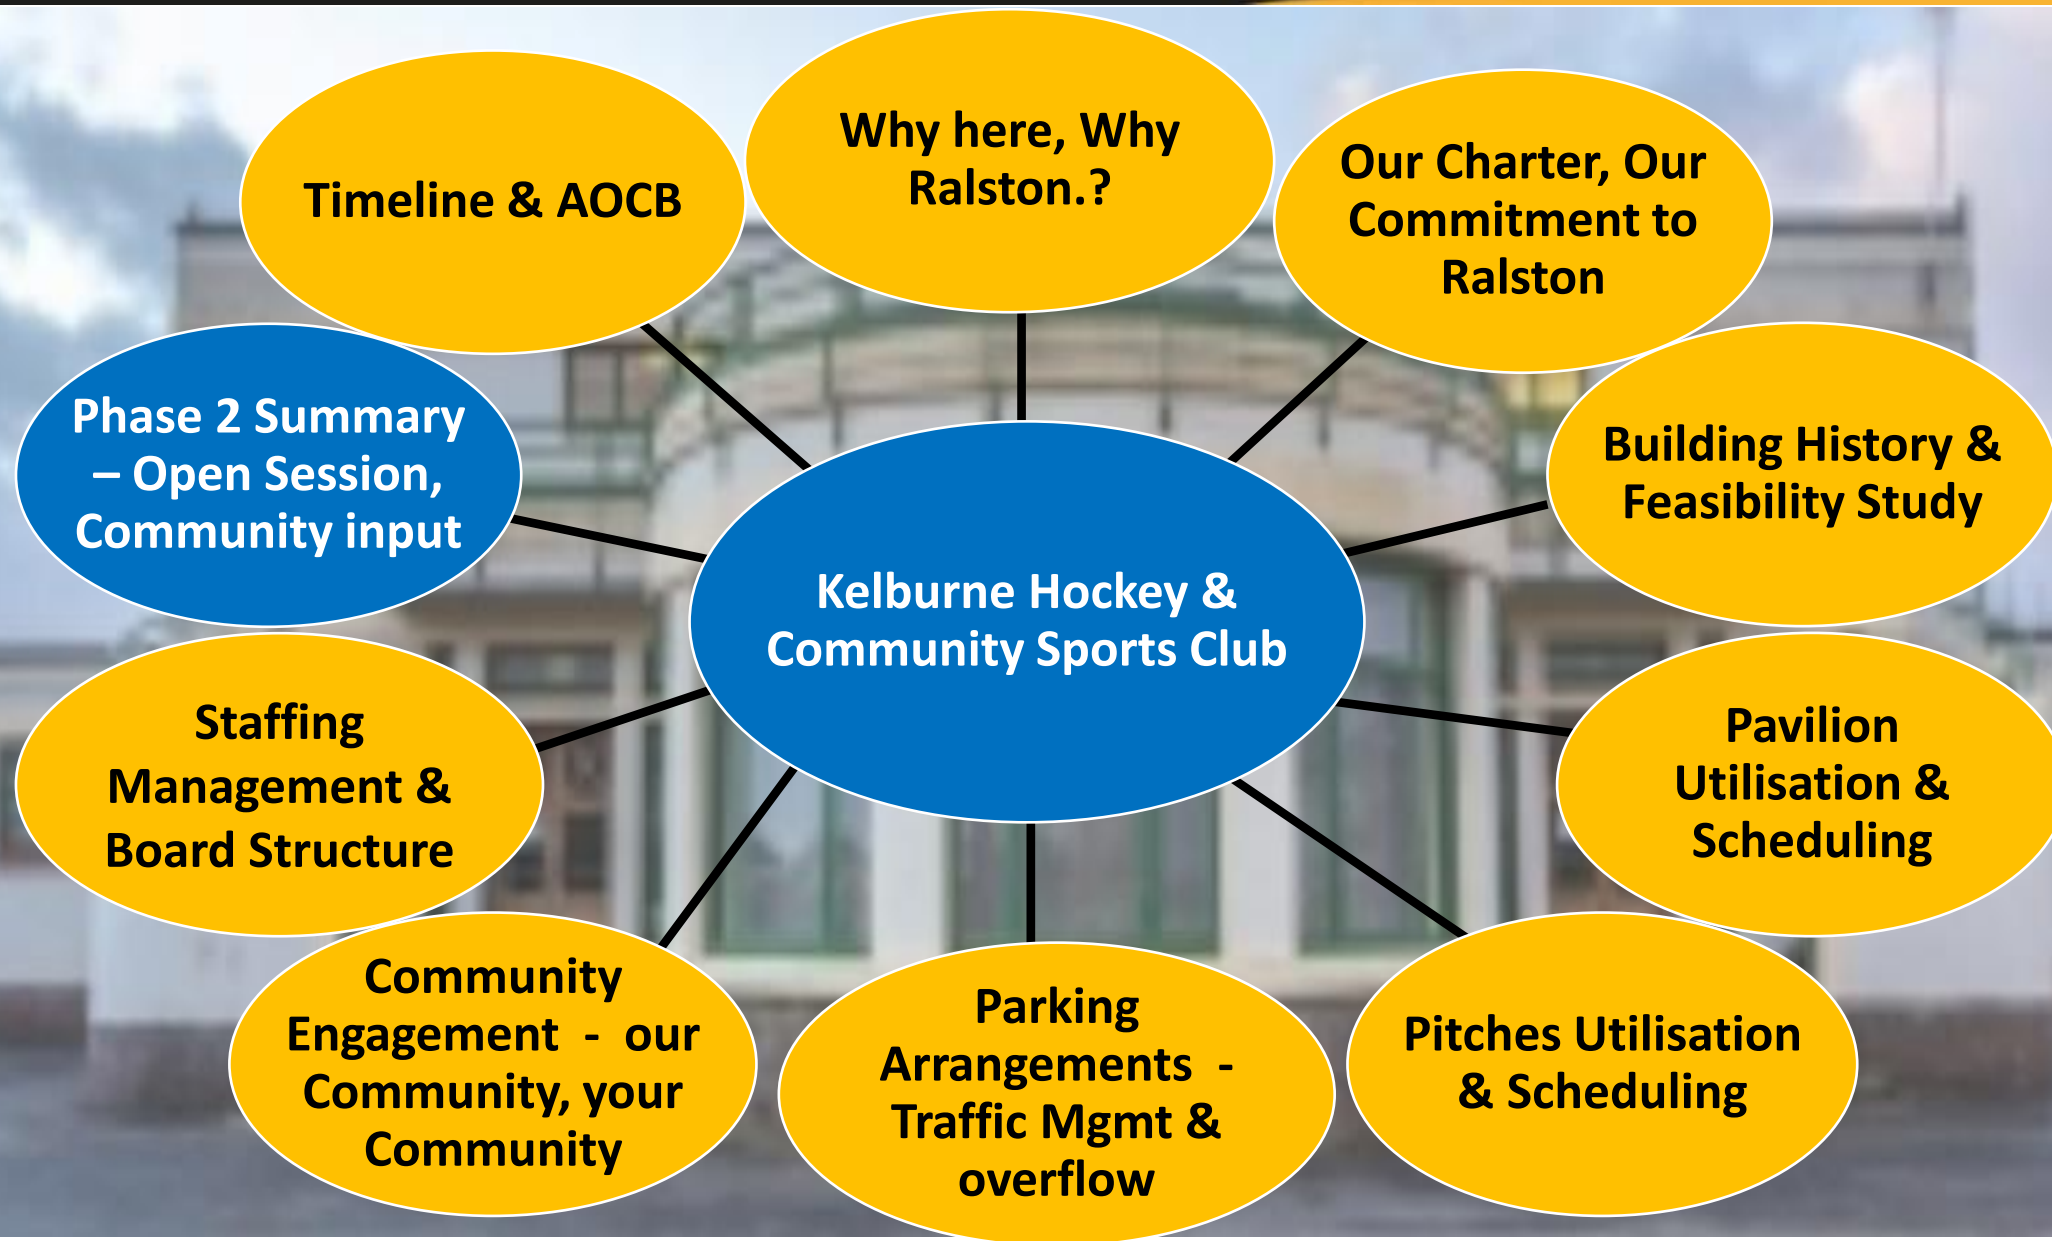 Why here, Why
Ralston.?
Our Charter, Our
Commitment to
Ralston
Building History &
Feasibility Study
Pavilion
Utilisation &
Scheduling
Pitches Utilisation
& Scheduling
Parking
Arrangements  -
Traffic Mgmt &
overflow
Community
Engagement  -  our
Community, your
Community
Staffing
Management &
Board Structure
Phase 2 Summary
– Open Session,
Community input
Timeline & AOCB
Kelburne Hockey &
Community Sports Club